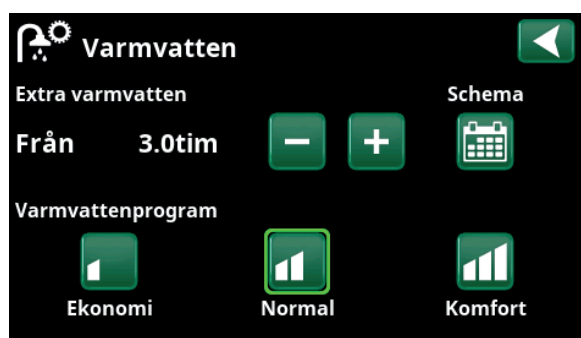 Varmvatten
Extra varmvatten
Schema
Från 3.0tim
Varmvattenprogram
Ekonomi
Normal
Komfort